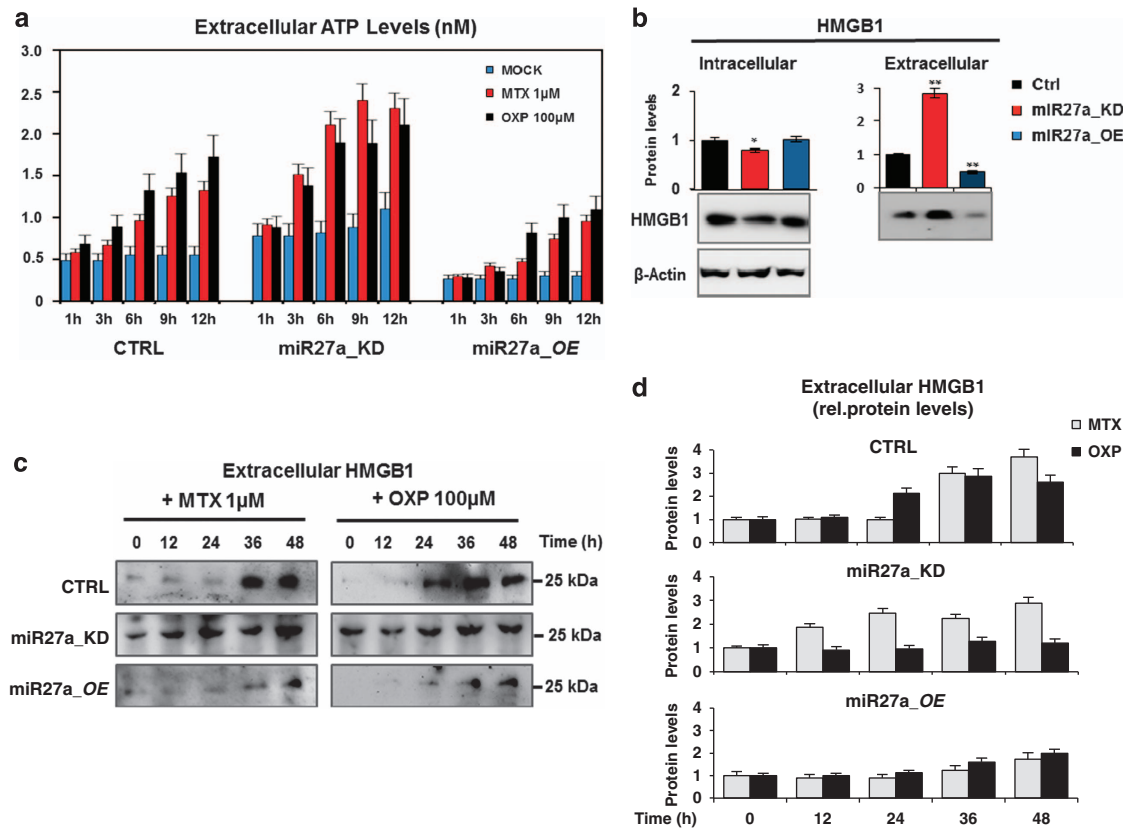 a
Extracellular ATP Levels (nM)
3.0
2.5
2.0
1.5
1.0
0.5
0
MOCK
MTX 1µM
OXP 100µM
1h 3h 6h 9h 12h 1h 3h 6h 9h 12h 1h 3h 6h 9h 12h
CTRL miR27a_KD miR27a_OE
b
HMGB1
Intracellular Extracellular
Protein levels
2
1
0
*
3
2
1
0
**
**
Ctrl
miR27a_KD
miR27a_OE
HMGB1
β-Actin
c
Extracellular HMGB1
+ MTX 1µM + OXP 100µM
0 12 24 36 48 0 12 24 36 48 Time (h)
CTRL 25 kDa
miR27a_KD 25 kDa
miR27a_OE 25 kDa
d
Extracellular HMGB1
(rel.protein levels)
MTX
OXP
CTRL
Protein levels
4
3
2
1
0
miR27a_KD
Protein levels
4
3
2
1
0
miR27a_OE
Protein levels
4
3
2
1
0
Time (h) 0 12 24 36 48